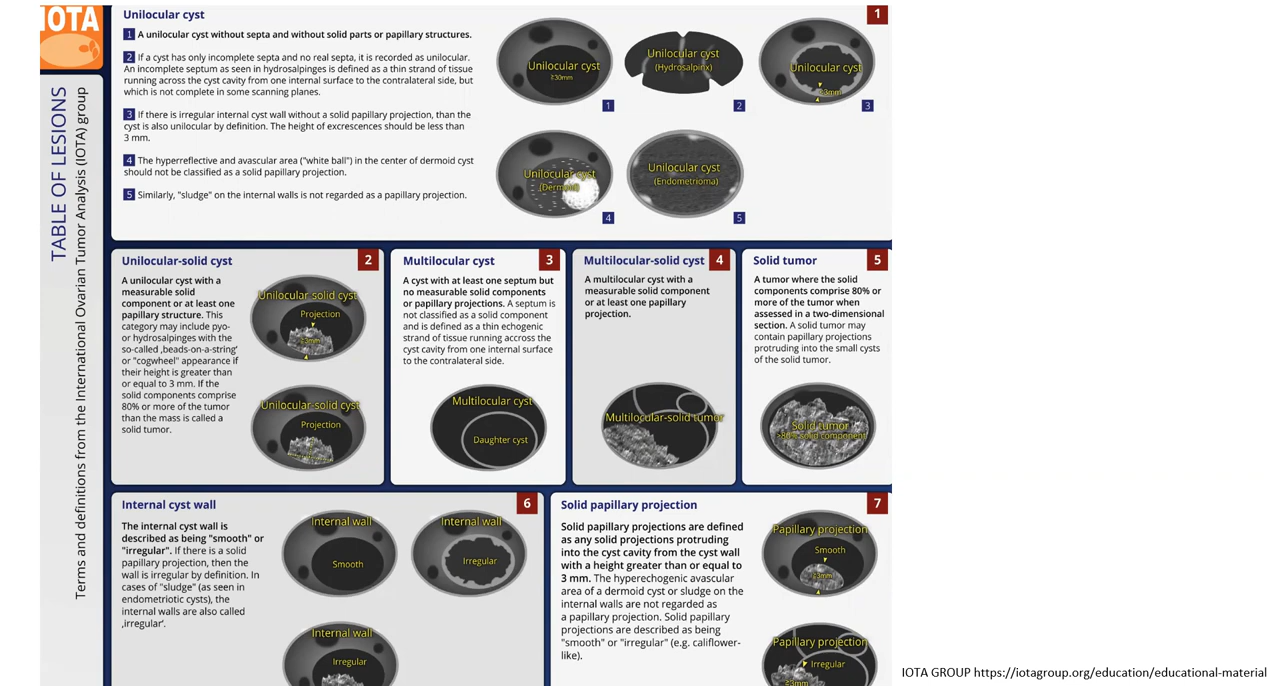 IOTA
TABLE OF LESIONS
Terms and definitions from the International Ovarian Tumor Analysis (IOTA) group
Unilocular cyst
1
1 A unilocular cyst without septa and without solid parts or papillary structures.
2 If a cyst has only incomplete septa and no real septa, it is recorded as unilocular.
An incomplete septum as seen in hydrosalpinges is defined as a thin strand of tissue
running across the cyst cavity from one internal surface to the contralateral side, but
which is not complete in some scanning planes.
3 If there is irregular internal cyst wall without a solid papillary projection, than the
cyst is also unilocular by definition. The height of excrescences should be less than
3 mm.
4 The hyperreflective and avascular area ("white ball") in the center of dermoid cyst
should not be classified as a solid papillary projection.
5 Similarly, "sludge" on the internal walls is not regarded as a papillary projection.
Unilocular cyst
≥30mm
1
Unilocular cyst
(Hydrosalpinx)
2
Unilocular cyst
<3mm
3
Unilocular cyst
(Dermoid)
4
Unilocular cyst
(Endometrioma)
5
Unilocular-solid cyst
2
A unilocular cyst with a
measurable solid
component or at least one
papillary structure. This
category may include pyo-
or hydrosalpinges with the
so-called ‚beads-on-a-string'
or "cogwheel" appearance if
their height is greater than
or equal to 3 mm. If the
solid components comprise
80% or more of the tumor
than the mass is called a
solid tumor.
Unilocular-solid cyst
Projection
≥3mm
Unilocular-solid cyst
Projection
Multilocular cyst
3
A cyst with at least one septum but
no measurable solid components
or papillary projections. A septum is
not classified as a solid component
and is defined as a thin echogenic
strand of tissue running accross the
cyst cavity from one internal surface
to the contralateral side.
Multilocular cyst
Daughter cyst
Multilocular-solid cyst
4
A multilocular cyst with a
measurable solid component
or at least one papillary
projection.
Multilocular-solid tumor
Solid tumor
5
A tumor where the solid
components comprise 80% or
more of the tumor when
assessed in a two-dimensional
section. A solid tumor may
contain papillary projections
protruding into the small cysts
of the solid tumor.
Solid tumor
≥80% solid component
Internal cyst wall
6
The internal cyst wall is
described as being "smooth" or
"irregular". If there is a solid
papillary projection, then the
wall is irregular by definition. In
cases of "sludge" (as seen in
endometriotic cysts), the
internal walls are also called
‚irregular'.
Internal wall
Smooth
Internal wall
Irregular
Internal wall
Irregular
Solid papillary projection
7
Solid papillary projections are defined
as any solid projections protruding
into the cyst cavity from the cyst wall
with a height greater than or equal to
3 mm. The hyperechogenic avascular
area of a dermoid cyst or sludge on the
internal walls are not regarded as
a papillary projection. Solid papillary
projections are described as being
"smooth" or "irregular" (e.g. califlower-
like).
Papillary projection
Smooth
≥3mm
Papillary projection
Irregular
≥3mm
IOTA GROUP https://iotagroup.org/education/educational-material